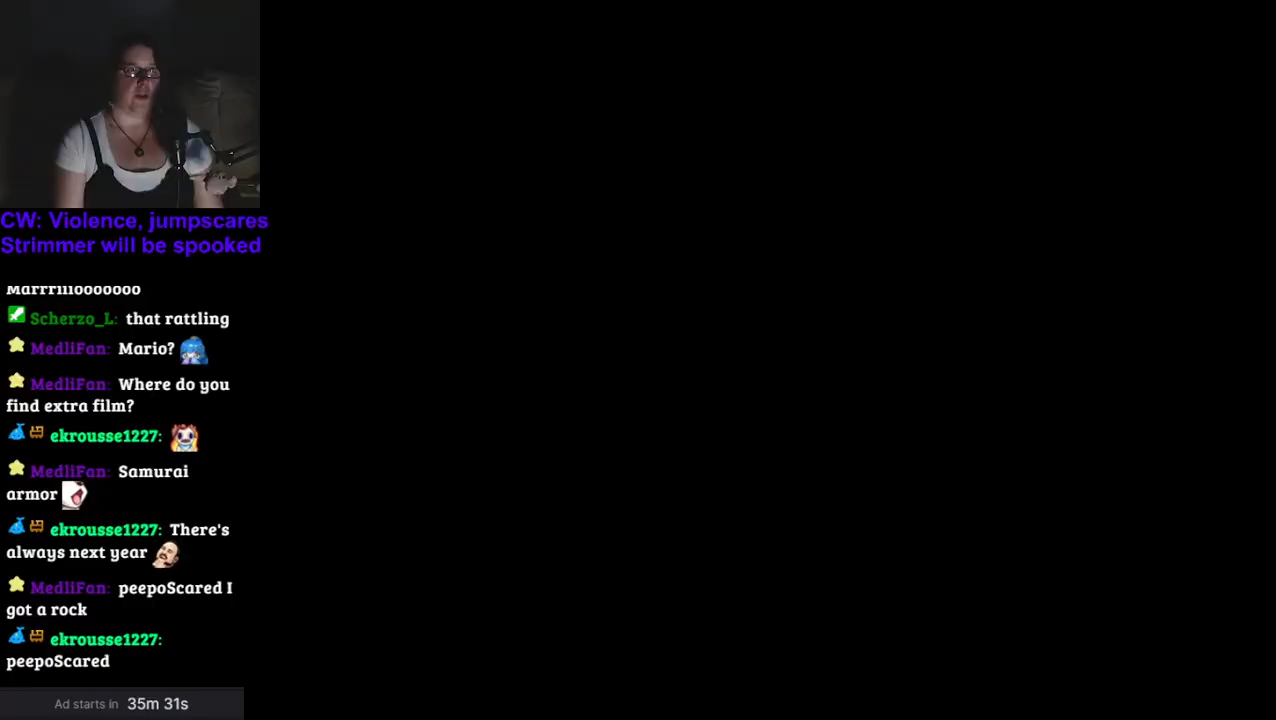 CW: Violence, jumpscares
Strimmer will be spooked
Marrriiioooooo
Scherzo_L: that rattling
MedliFan: Mario?
MedliFan: Where do you
find extra film?
ekrousse1227:
MedliFan: Samurai
armor
ekrousse1227: There's
always next year
MedliFan: peepoScared I
got a rock
ekrousse1227:
peepoScared
Ad starts in 35m 31s